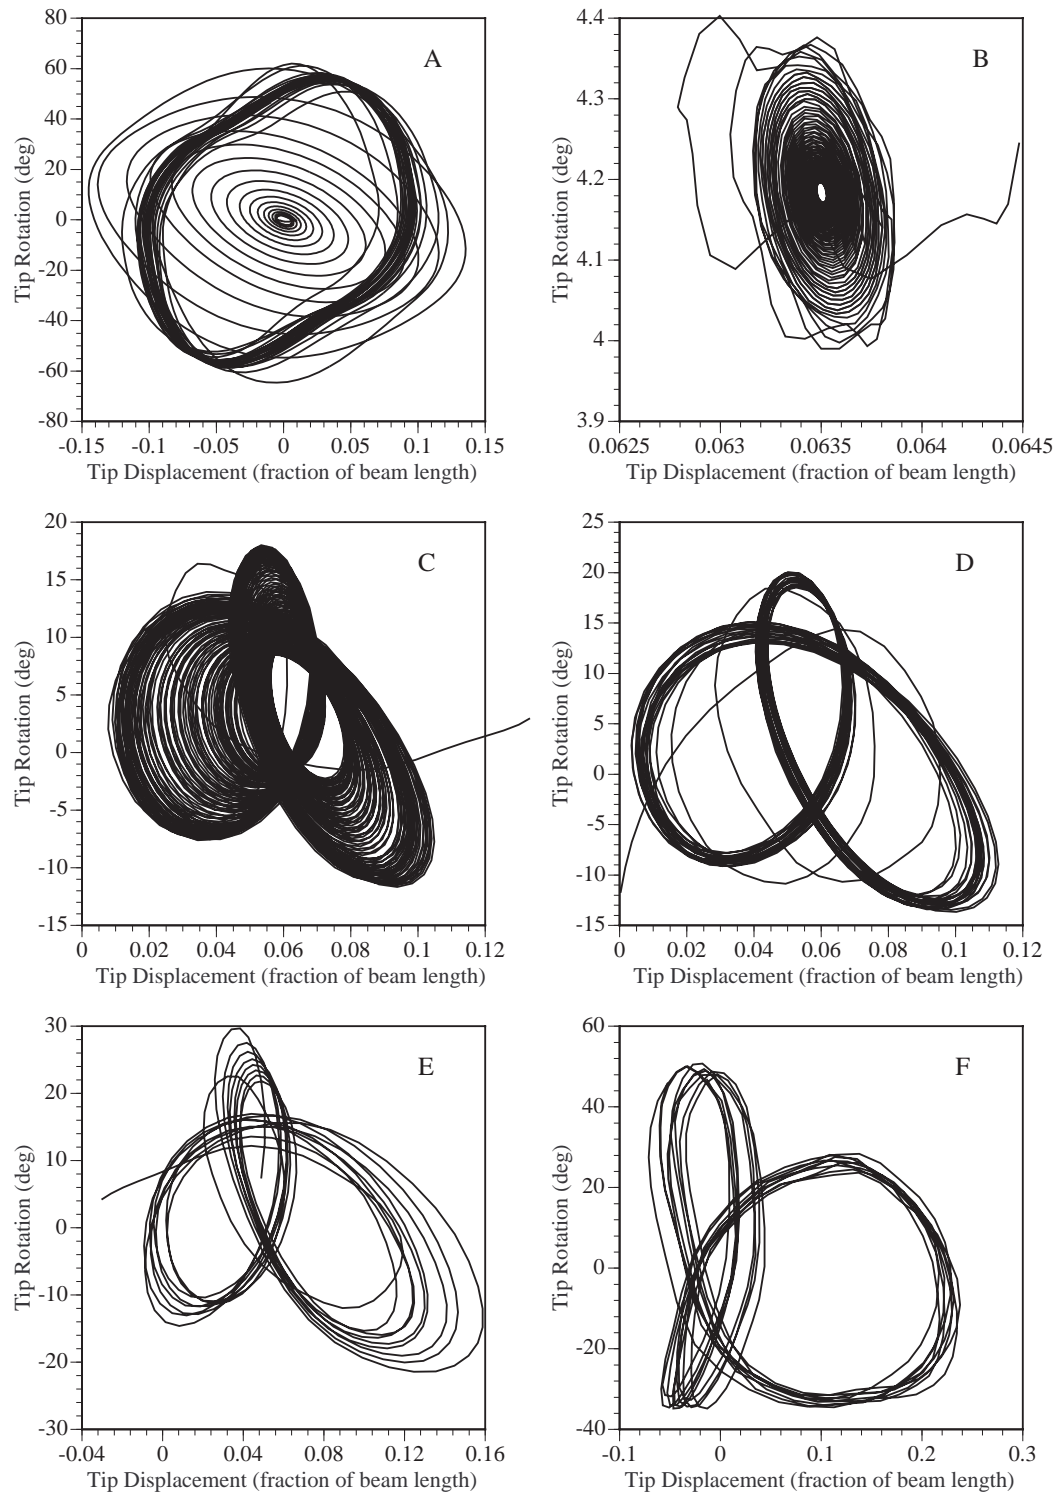 80
60
40
20
0
-20
-40
-60
-80
Tip Rotation (deg)
A
-0.15 -0.1 -0.05 0 0.05 0.1 0.15
Tip Displacement (fraction of beam length)
4.4
4.3
4.2
4.1
4
3.9
Tip Rotation (deg)
B
0.0625 0.063 0.0635 0.064 0.0645
Tip Displacement (fraction of beam length)
20
15
10
5
0
-5
-10
-15
Tip Rotation (deg)
C
0 0.02 0.04 0.06 0.08 0.1 0.12
Tip Displacement (fraction of beam length)
25
20
15
10
5
0
-5
-10
-15
Tip Rotation (deg)
D
0 0.02 0.04 0.06 0.08 0.1 0.12
Tip Displacement (fraction of beam length)
30
20
10
0
-10
-20
-30
Tip Rotation (deg)
E
-0.04 0 0.04 0.08 0.12 0.16
Tip Displacement (fraction of beam length)
60
40
20
0
-20
-40
Tip Rotation (deg)
F
-0.1 0 0.1 0.2 0.3
Tip Displacement (fraction of beam length)